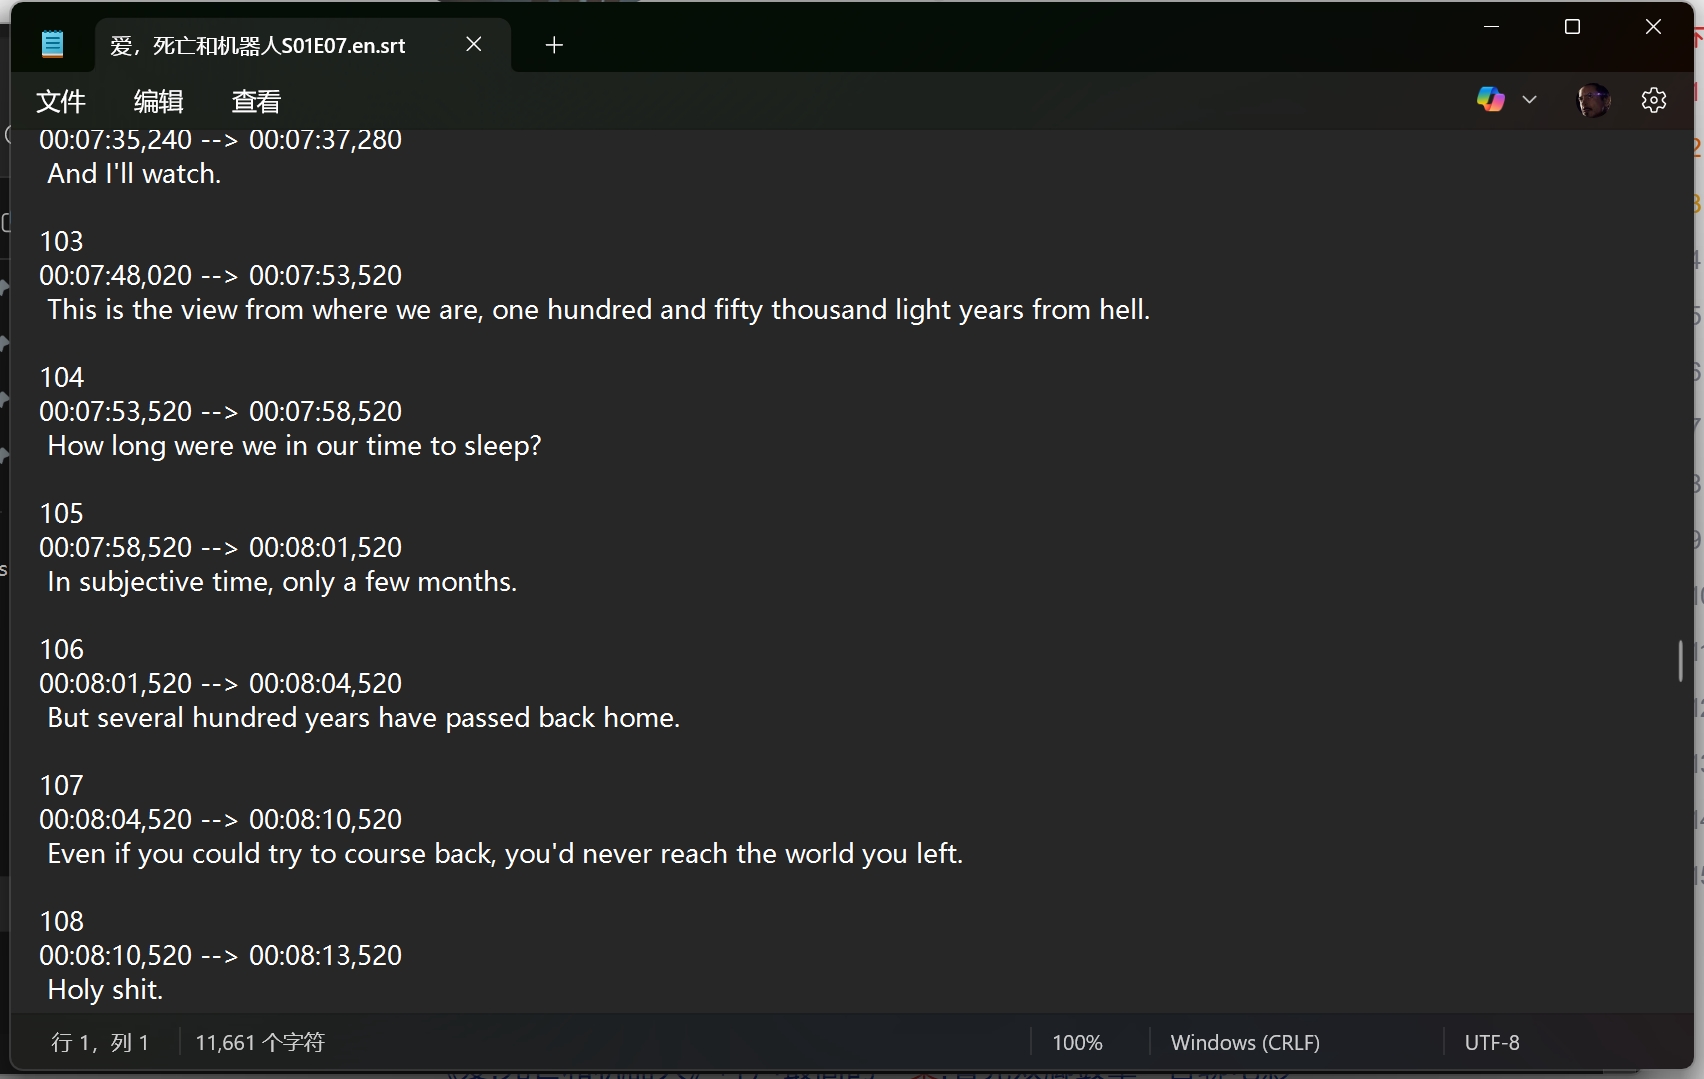 爱，死亡和机器人S01E07.en.srt
文件 编辑 查看
00:07:35,240 --> 00:07:37,280
And I'll watch.
103
00:07:48,020 --> 00:07:53,520
This is the view from where we are, one hundred and fifty thousand light years from hell.
104
00:07:53,520 --> 00:07:58,520
How long were we in our time to sleep?
105
00:07:58,520 --> 00:08:01,520
In subjective time, only a few months.
106
00:08:01,520 --> 00:08:04,520
But several hundred years have passed back home.
107
00:08:04,520 --> 00:08:10,520
Even if you could try to course back, you'd never reach the world you left.
108
00:08:10,520 --> 00:08:13,520
Holy shit.
行 1，列 1 11,661 个字符 100% Windows (CRLF) UTF-8